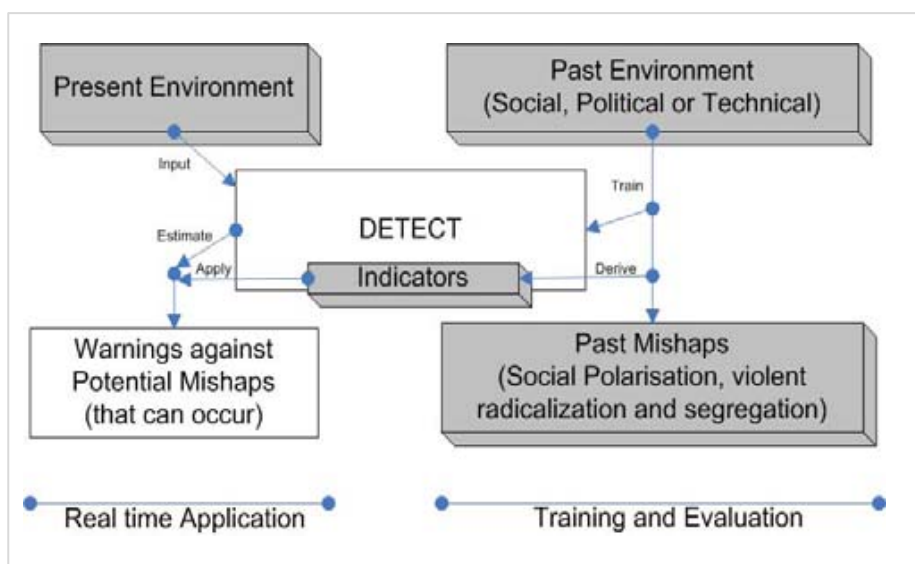 Present Environment
Past Environment
(Social, Political or Technical)
Input
Train
DETECT
Estimate
Apply
Indicators
Derive
Warnings against
Potential Mishaps
(that can occur)
Past Mishaps
(Social Polarisation, violent
radicalization and segregation)
Real time Application
Training and Evaluation